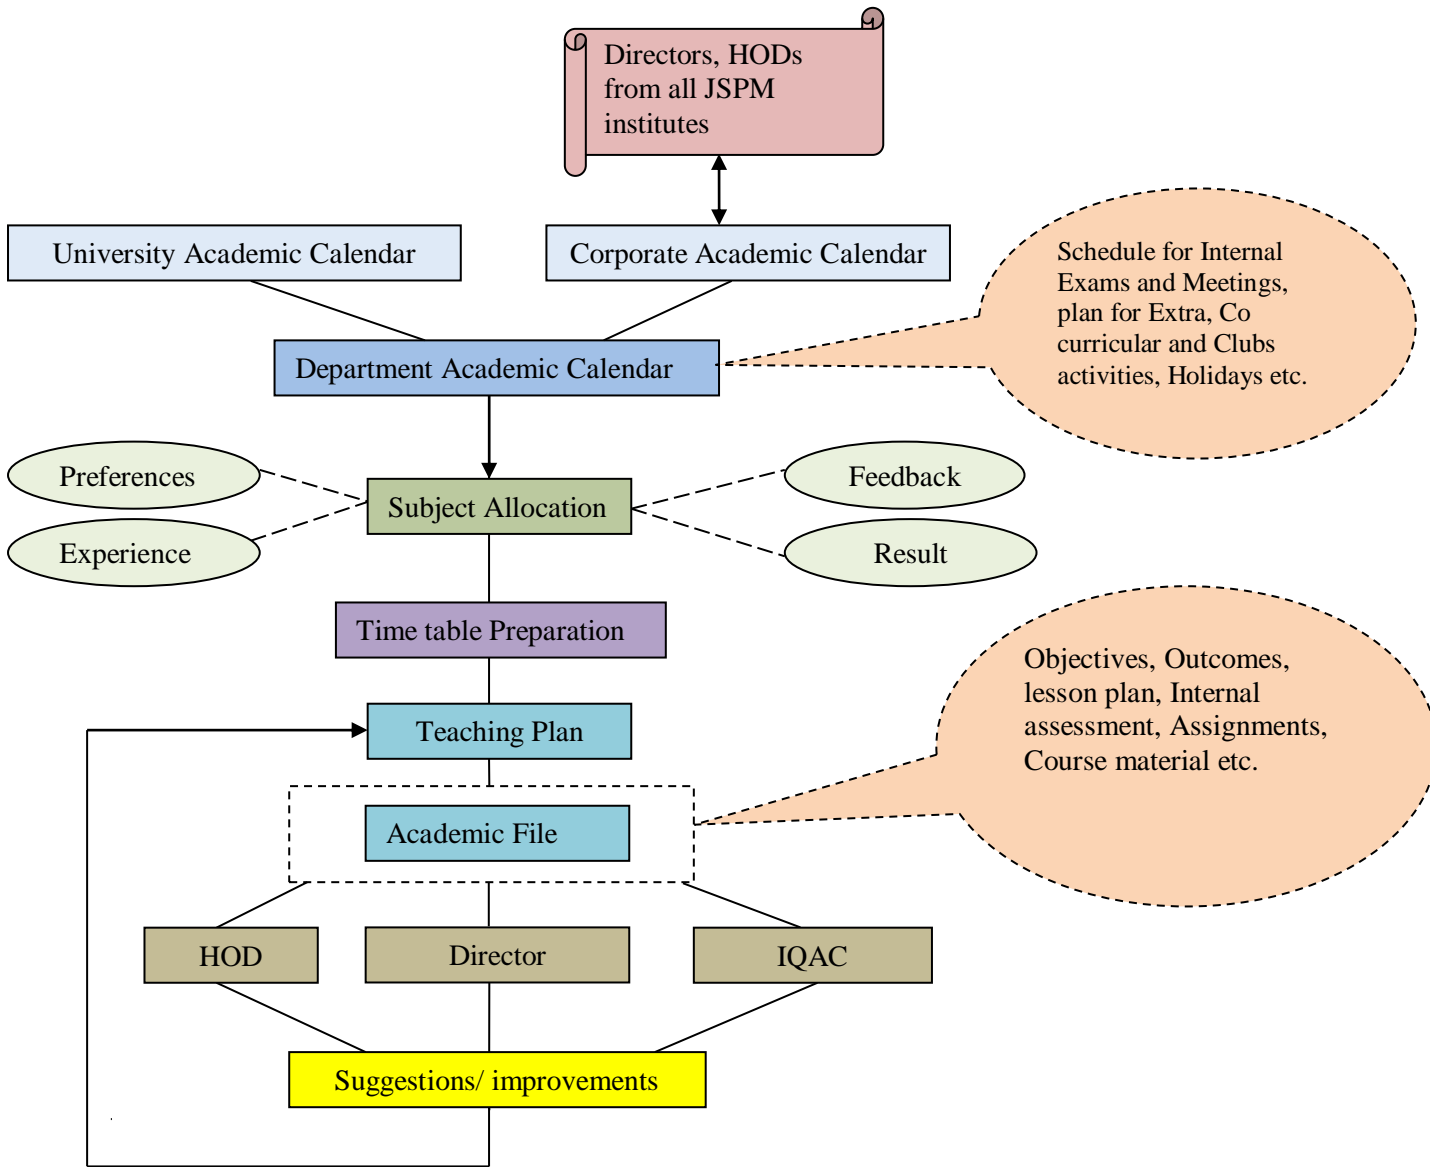 Directors, HODs
from all JSPM
institutes
University Academic Calendar
Corporate Academic Calendar
Schedule for Internal
Exams and Meetings,
plan for Extra, Co
curricular and Clubs
activities, Holidays etc.
Department Academic Calendar
Preferences
Feedback
Subject Allocation
Experience
Result
Time table Preparation
Objectives, Outcomes,
lesson plan, Internal
assessment, Assignments,
Course material etc.
Teaching Plan
Academic File
HOD
Director
IQAC
Suggestions/ improvements